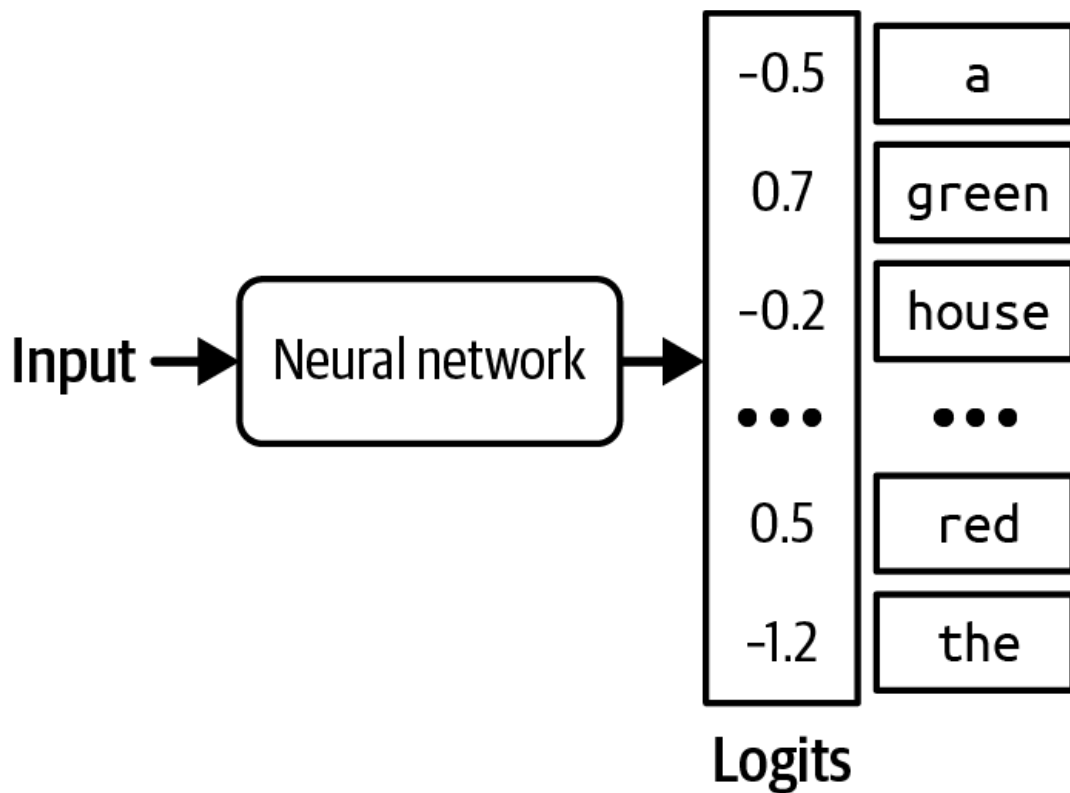 -0.5 a
0.7 green
-0.2 house
Input Neural network
... ...
0.5 red
-1.2 the
Logits